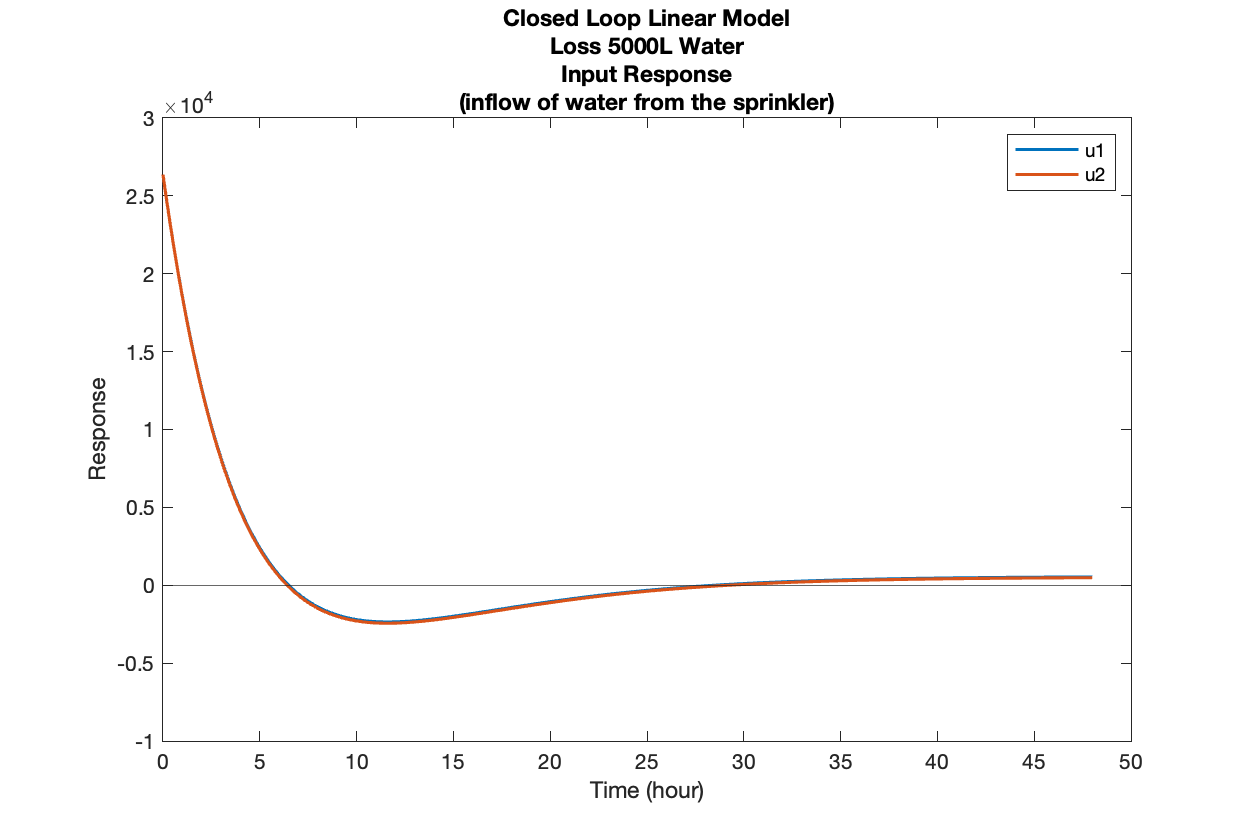 Closed Loop Linear Model
Loss 5000L Water
Input Response
(inflow of water from the sprinkler)
×10⁴
3
2.5
2
1.5
1
0.5
0
-0.5
-1
Response
u1
u2
0 5 10 15 20 25 30 35 40 45 50
Time (hour)